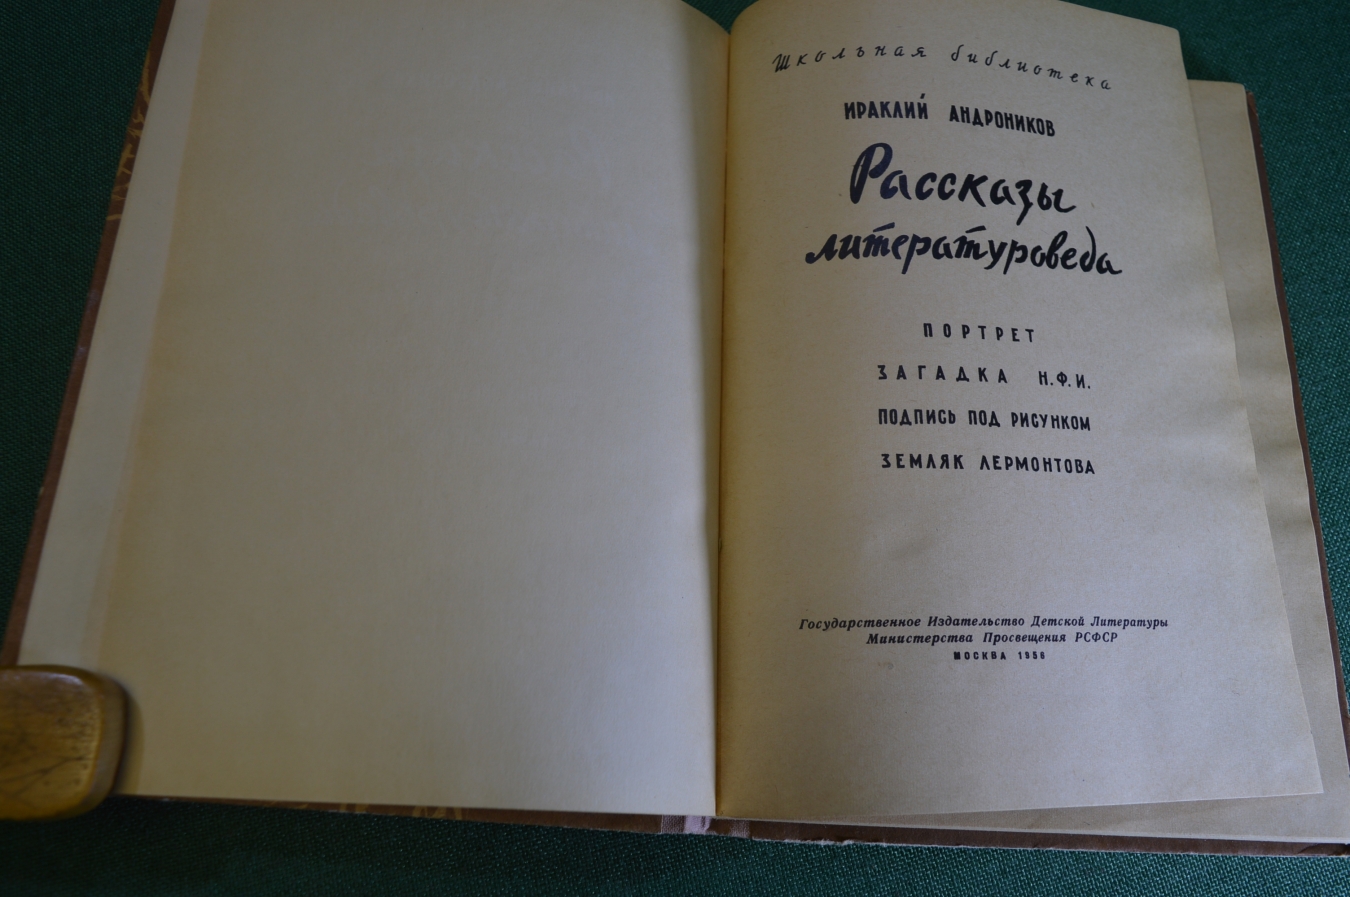 Школьная библиотека
ИРАКЛИЙ АНДРОНИКОВ
Рассказы
литературоведа
ПОРТРЕТ
ЗАГАДКА Н.Ф.И.
ПОДПИСЬ ПОД РИСУНКОМ
ЗЕМЛЯК ЛЕРМОНТОВА
Государственное Издательство Детской Литературы
Министерства Просвещения РСФСР
МОСКВА 1956